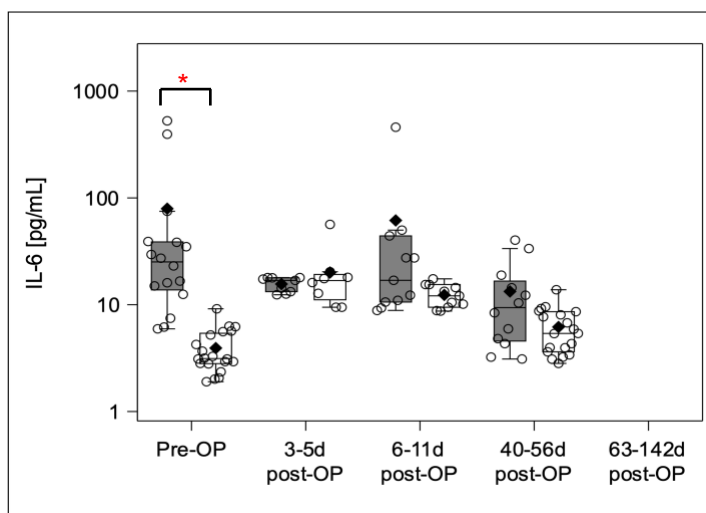 *
1000
100
10
1
IL-6 [pg/mL]
Pre-OP 3-5d 6-11d 40-56d 63-142d
post-OP post-OP post-OP post-OP